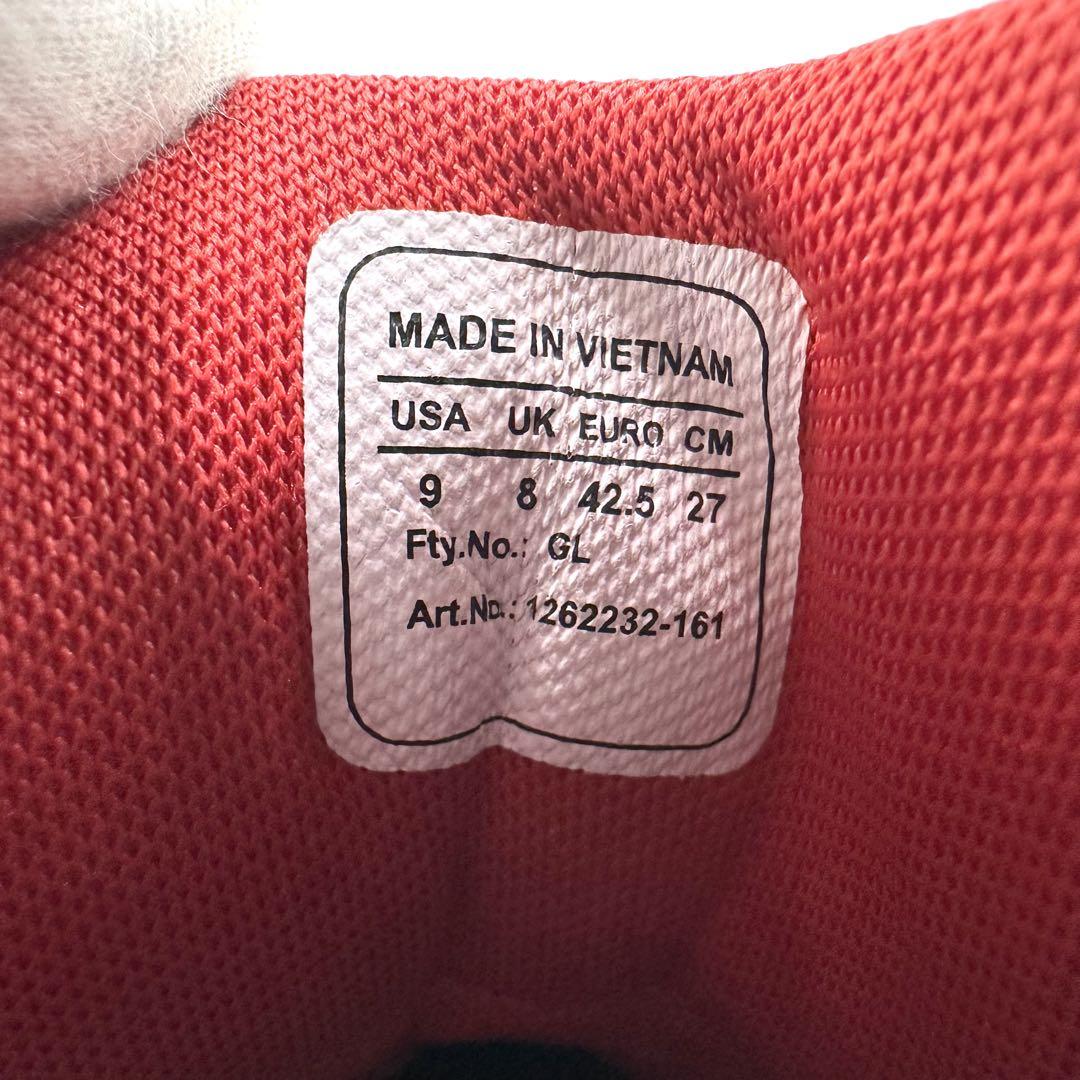 MADE IN VIETNAM
USA UK EURO CM
9 8 42.5 27
Fty.No.: GL
Art.No.: 1262232-161